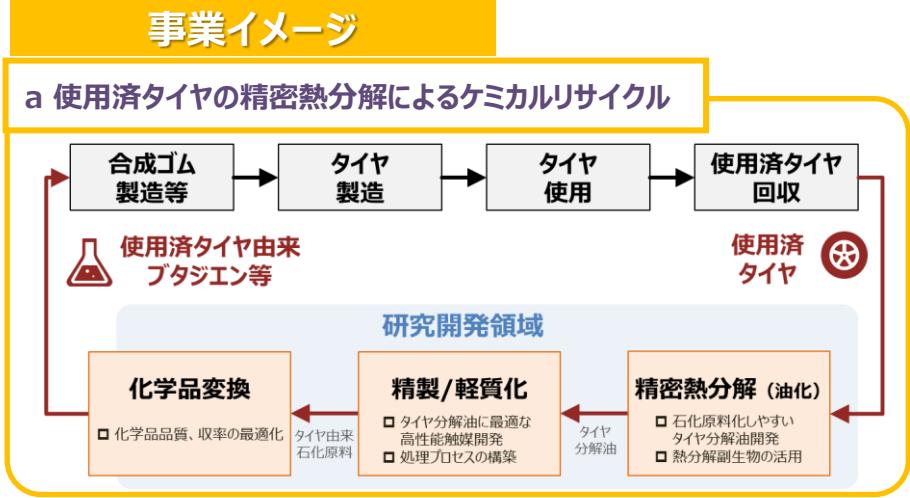 事業イメージ
a 使用済タイヤの精密熱分解によるケミカルリサイクル
合成ゴム
製造等
タイヤ
製造
タイヤ
使用
使用済タイヤ
回収
使用済タイヤ由来
ブタジエン等
使用済
タイヤ
研究開発領域
化学品変換
化学品品質、収率の最適化
タイヤ由来
石化原料
精製/軽質化
タイヤ分解油に最適な
高性能触媒開発
処理プロセスの構築
タイヤ
分解油
精密熱分解（油化）
石化原料化しやすい
タイヤ分解油開発
熱分解副生物の活用